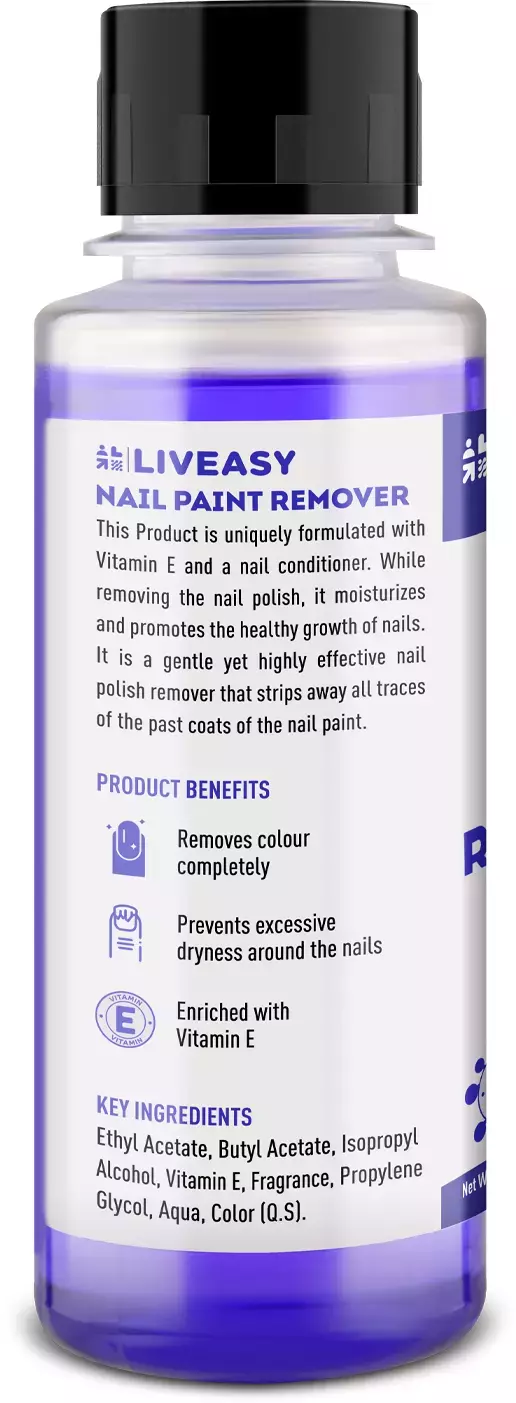 LIVEASY
NAIL PAINT REMOVER
This Product is uniquely formulated with
Vitamin E and a nail conditioner. While
removing the nail polish, it moisturizes
and promotes the healthy growth of nails.
It is a gentle yet highly effective nail
polish remover that strips away all traces
of the past coats of the nail paint.
PRODUCT BENEFITS
Removes colour
completely
Prevents excessive
dryness around the nails
VITAMIN
E
VITAMIN
Enriched with
Vitamin E
KEY INGREDIENTS
Ethyl Acetate, Butyl Acetate, Isopropyl
Alcohol, Vitamin E, Fragrance, Propylene
Glycol, Aqua, Color (Q.S).
R
Net W